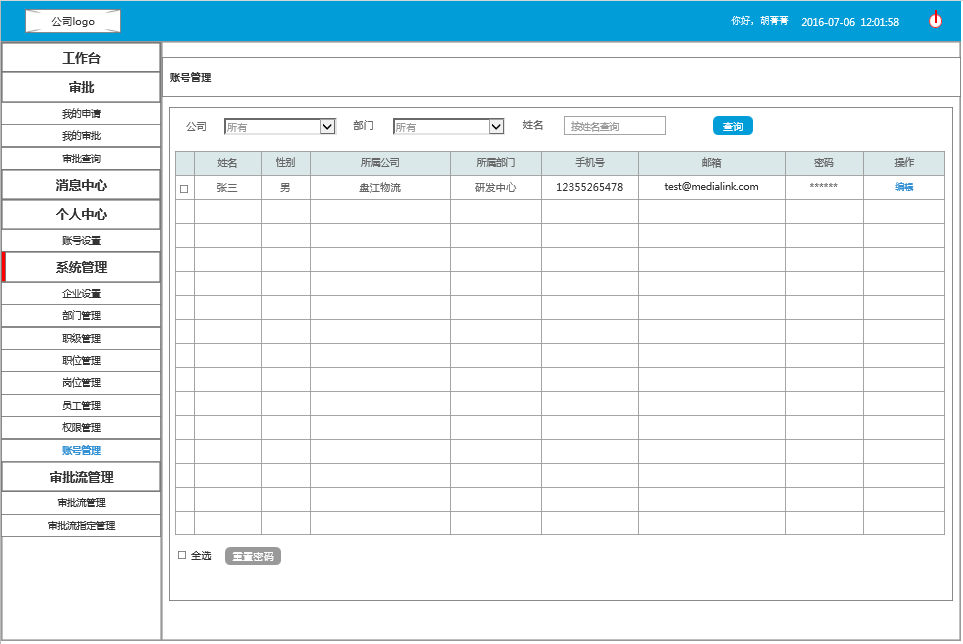 公司logo
你好，胡菁菁 2016-07-06 12:01:58
工作台
审批
我的申请
我的审批
审批查询
消息中心
个人中心
账号设置
系统管理
企业设置
部门管理
职级管理
职位管理
岗位管理
员工管理
权限管理
账号管理
审批流管理
审批流管理
审批流指定管理
账号管理
公司 所有 部门 所有 姓名 按姓名查询 查询
姓名 性别 所属公司 所属部门 手机号 邮箱 密码 操作
张三 男 盘江物流 研发中心 12355265478 test@medialink.com ****** 编辑
全选 重置密码